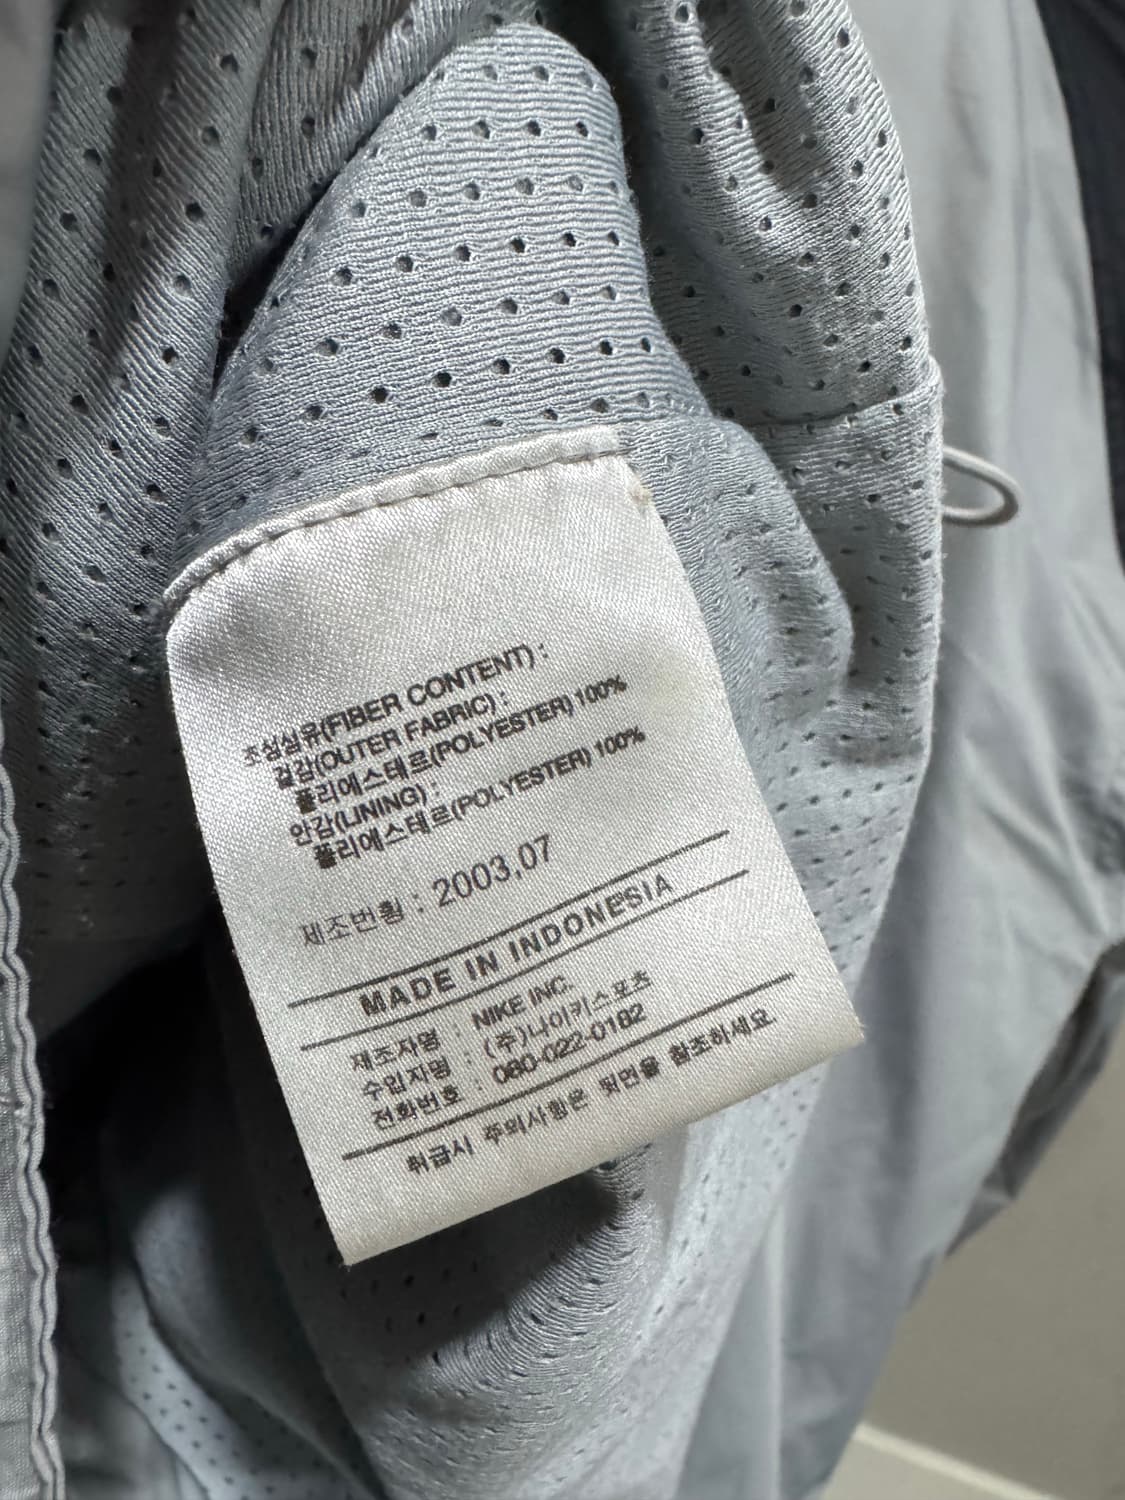 조성섬유(FIBER CONTENT) :
겉감(OUTER FABRIC) :
폴리에스테르(POLYESTER) 100%
안감(LINING) :
폴리에스테르(POLYESTER) 100%
제조번횡 : 2003,07
MADE IN INDONESIA
제조자명 : NIKE INC.
수입자명 : (주)나이키스포츠
전화번호 : 080-022-0182
취급시 주의사항은 뒷면을 참조하세요.